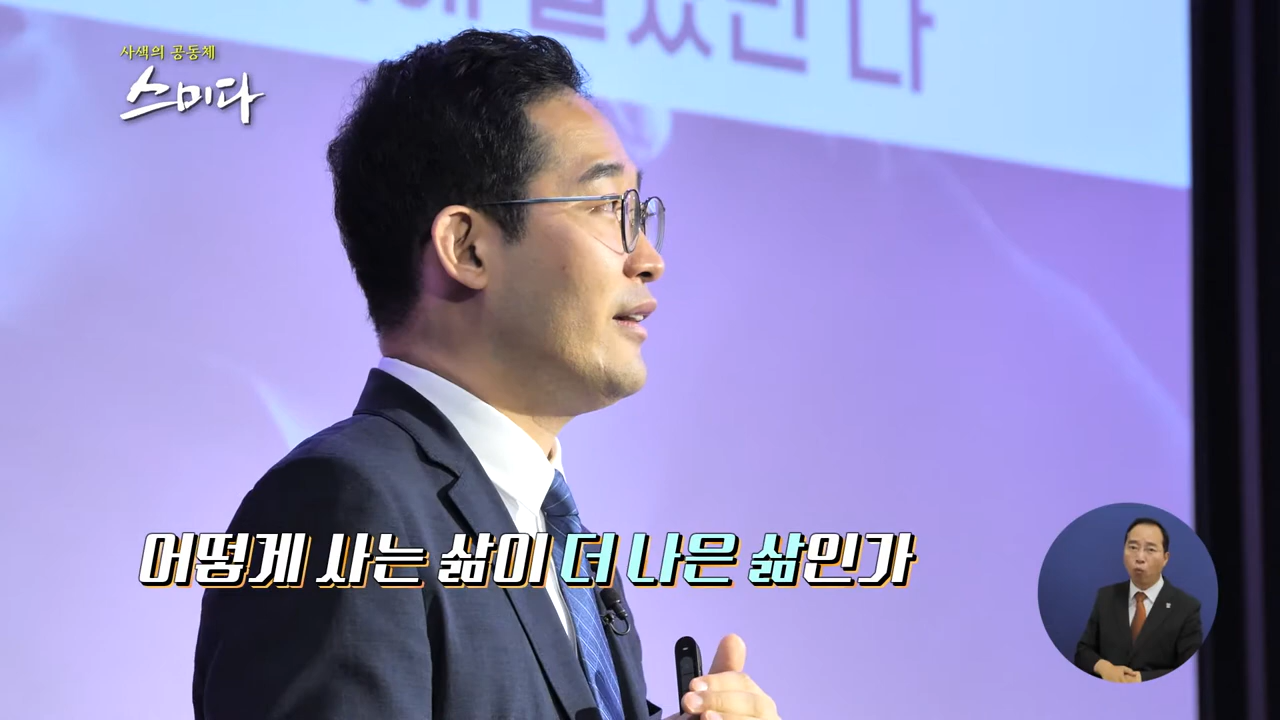 사색의 공동체
스미다
어떻게 사는 삶이 더 나은 삶인가